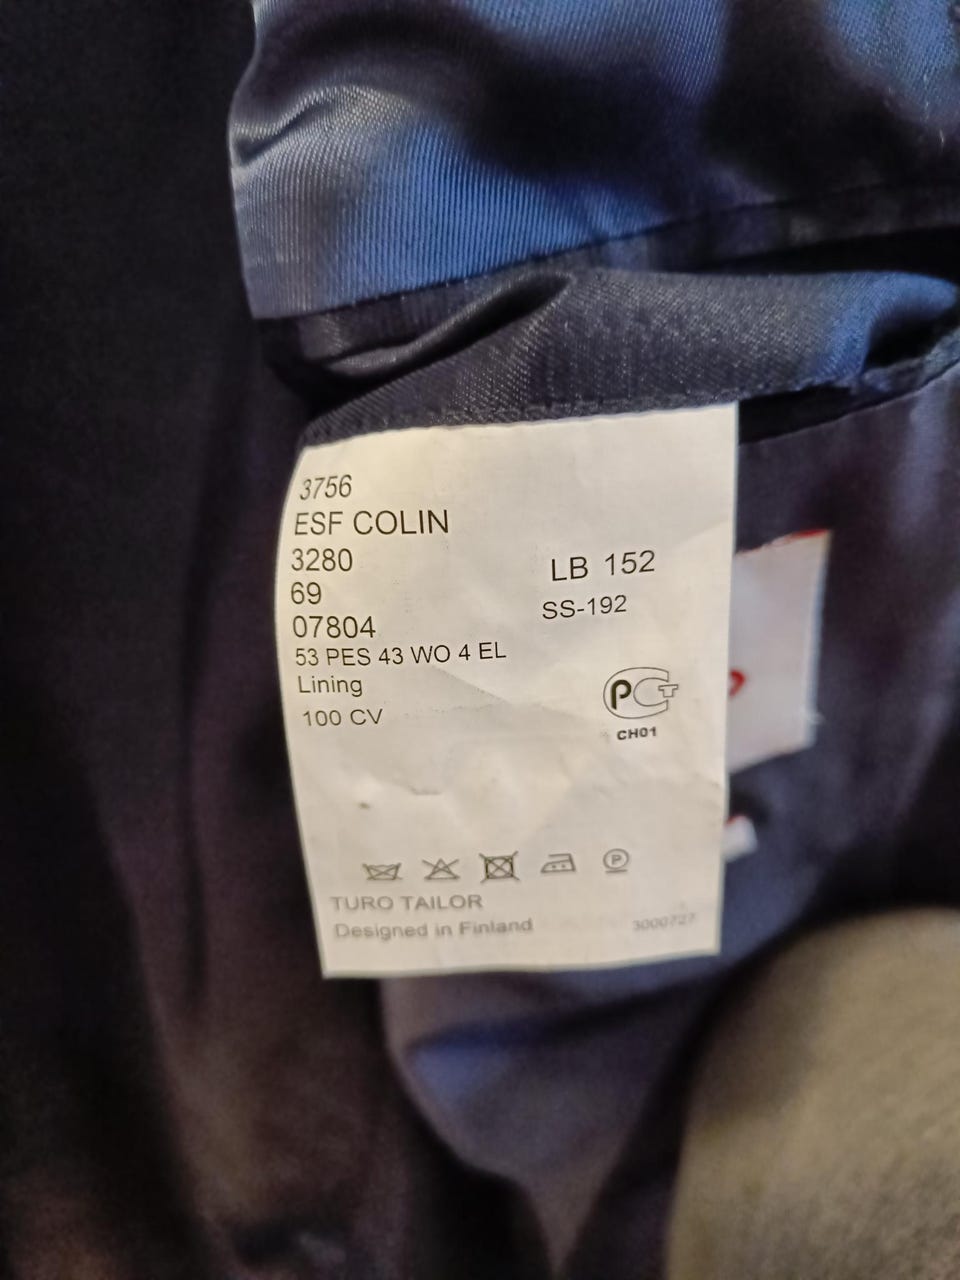 3756
ESF COLIN
3280
LB 152
69
SS-192
07804
53 PES 43 WO 4 EL
Lining
100 CV
PCT
CH01
P
TURO TAILOR
Designed in Finland
3000727